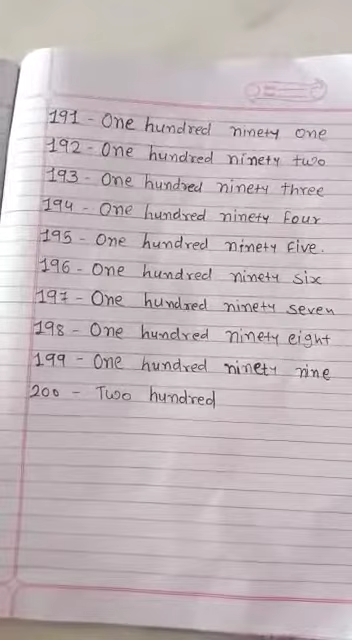 191 - One hundred ninety one
192 - One hundred ninety two
193 - One hundred ninety three
194 - One hundred ninety four
195 - One hundred ninety five.
196 - One hundred ninety six
197 - One hundred ninety seven
198 - One hundred ninety eight
199 - One hundred ninety nine
200 - Two hundred